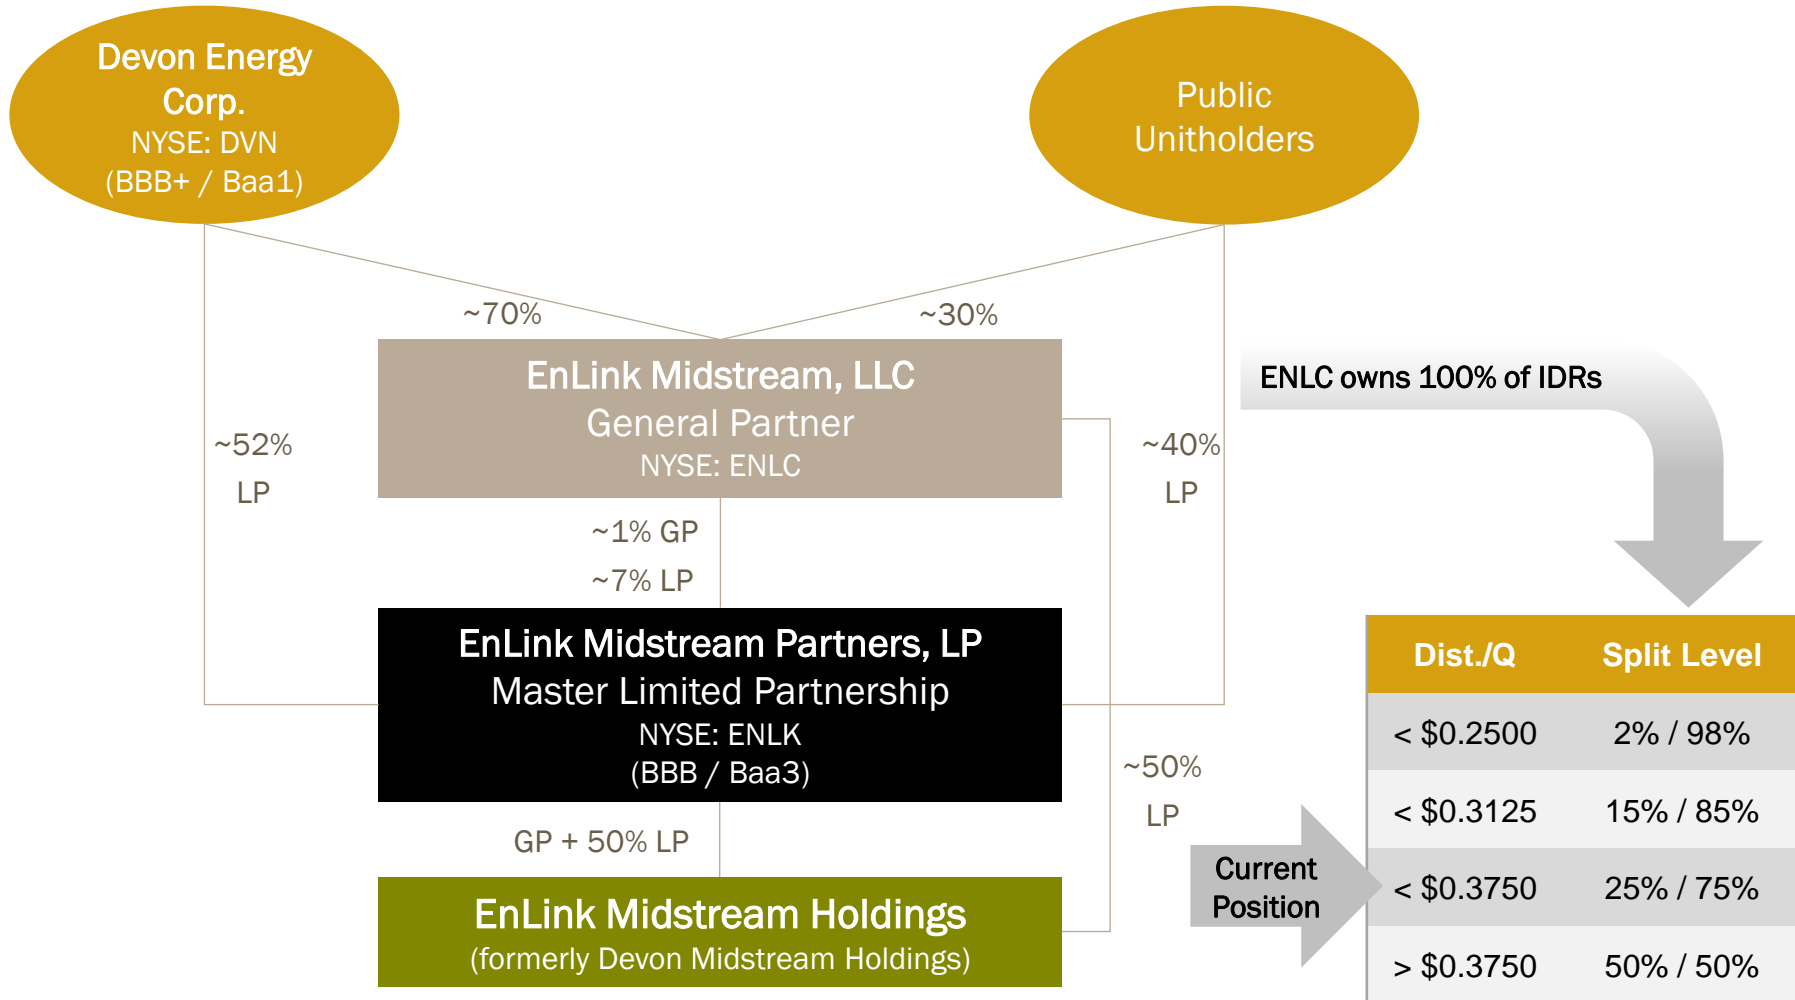 Devon Energy
Corp.
NYSE: DVN
(BBB+ / Baa1)
Public
Unitholders
~70%
~30%
EnLink Midstream, LLC
General Partner
NYSE: ENLC
ENLC owns 100% of IDRs
~52%
LP
~40%
LP
~1% GP
~7% LP
EnLink Midstream Partners, LP
Master Limited Partnership
NYSE: ENLK
(BBB / Baa3)
~50%
LP
GP + 50% LP
EnLink Midstream Holdings
(formerly Devon Midstream Holdings)
Current
Position
Dist./Q Split Level
< $0.2500 2% / 98%
< $0.3125 15% / 85%
< $0.3750 25% / 75%
> $0.3750 50% / 50%